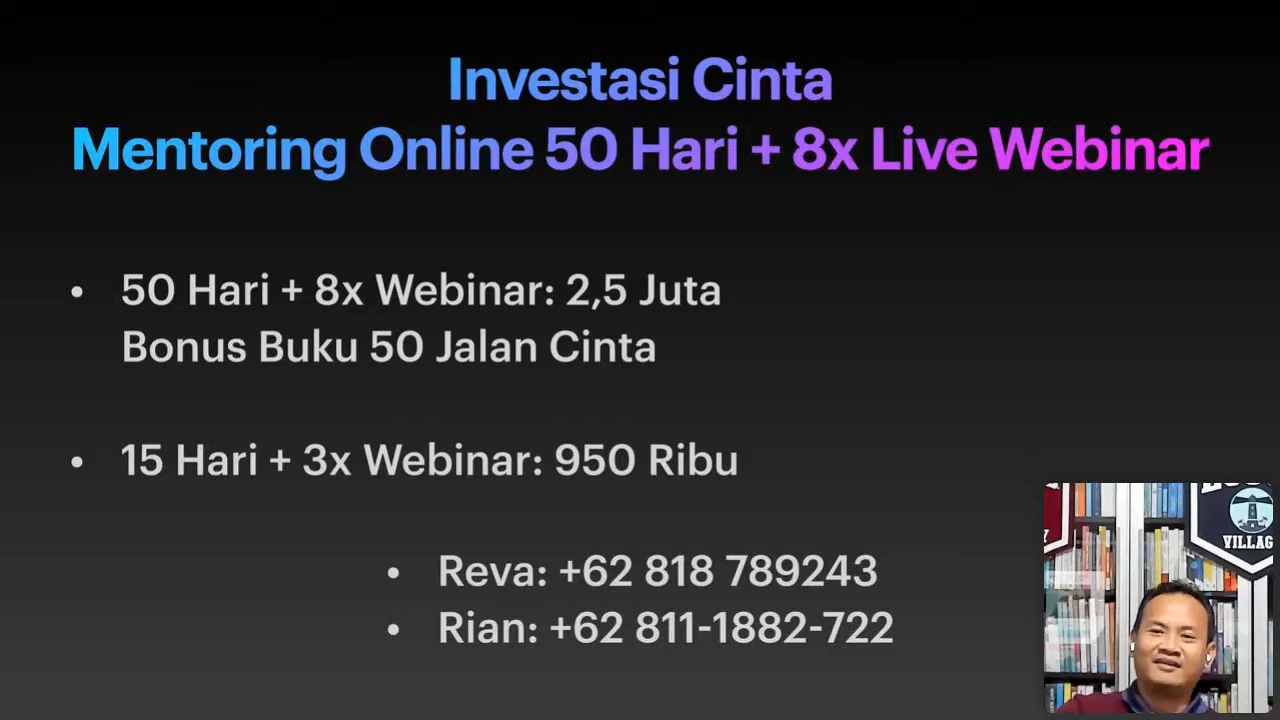 Investasi Cinta
Mentoring Online 50 Hari + 8x Live Webinar
• 50 Hari + 8x Webinar: 2,5 Juta
Bonus Buku 50 Jalan Cinta
• 15 Hari + 3x Webinar: 950 Ribu
• Reva: +62 818 789243
• Rian: +62 811-1882-722
VILLAG